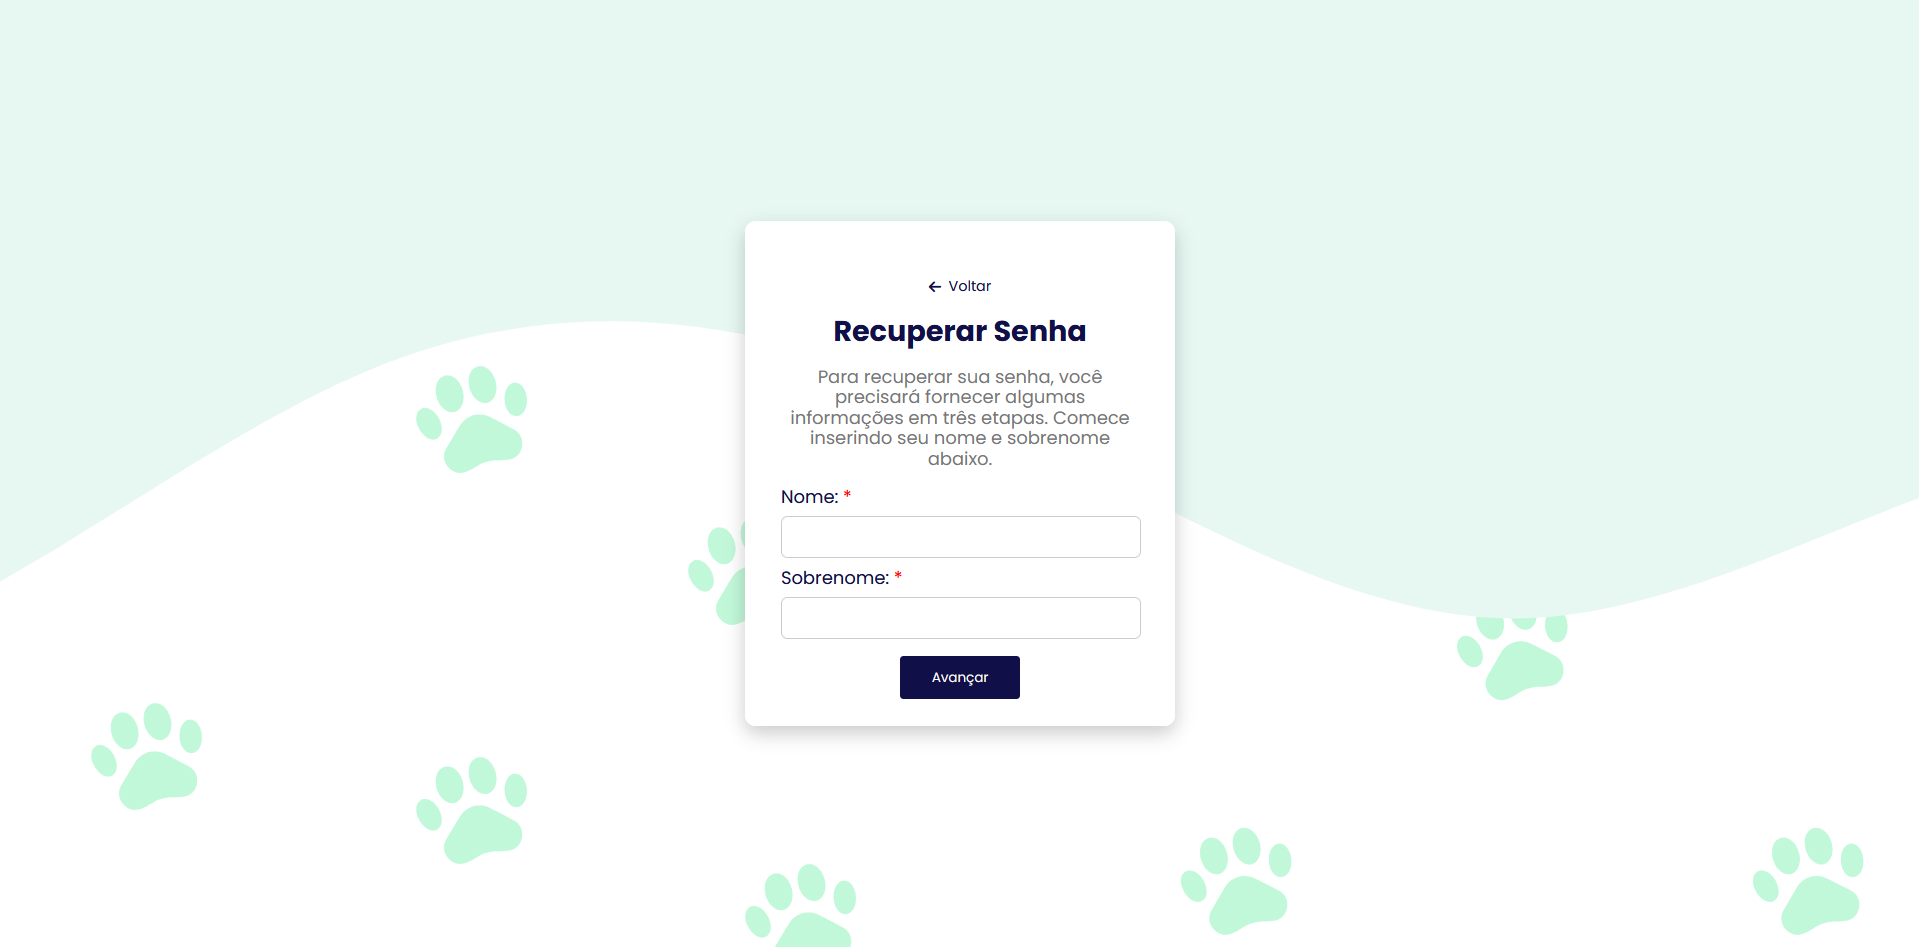 Voltar
Recuperar Senha
Para recuperar sua senha, você
precisará fornecer algumas
informações em três etapas. Comece
inserindo seu nome e sobrenome
abaixo.
Nome: *
Sobrenome: *
Avançar